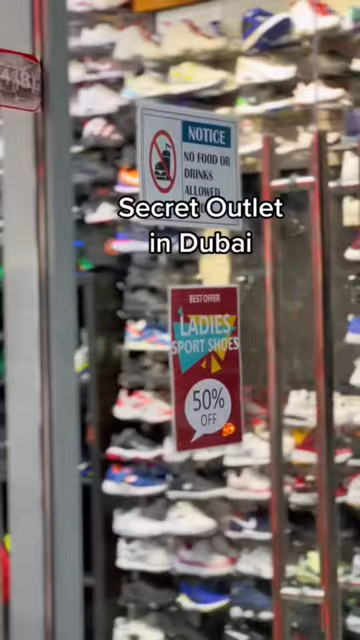 NOTICE
NO FOOD OR
DRINKS
ALLOWED
Secret Outlet
in Dubai
BEST OFFER
LADIES
SPORT SHOES
50%
OFF